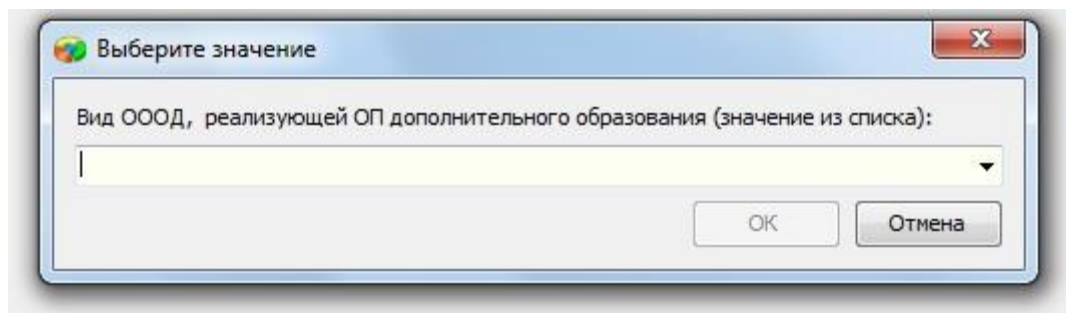 Выберите значение
Вид ОООД, реализующей ОП дополнительного образования (значение из списка):
ОК
Отмена